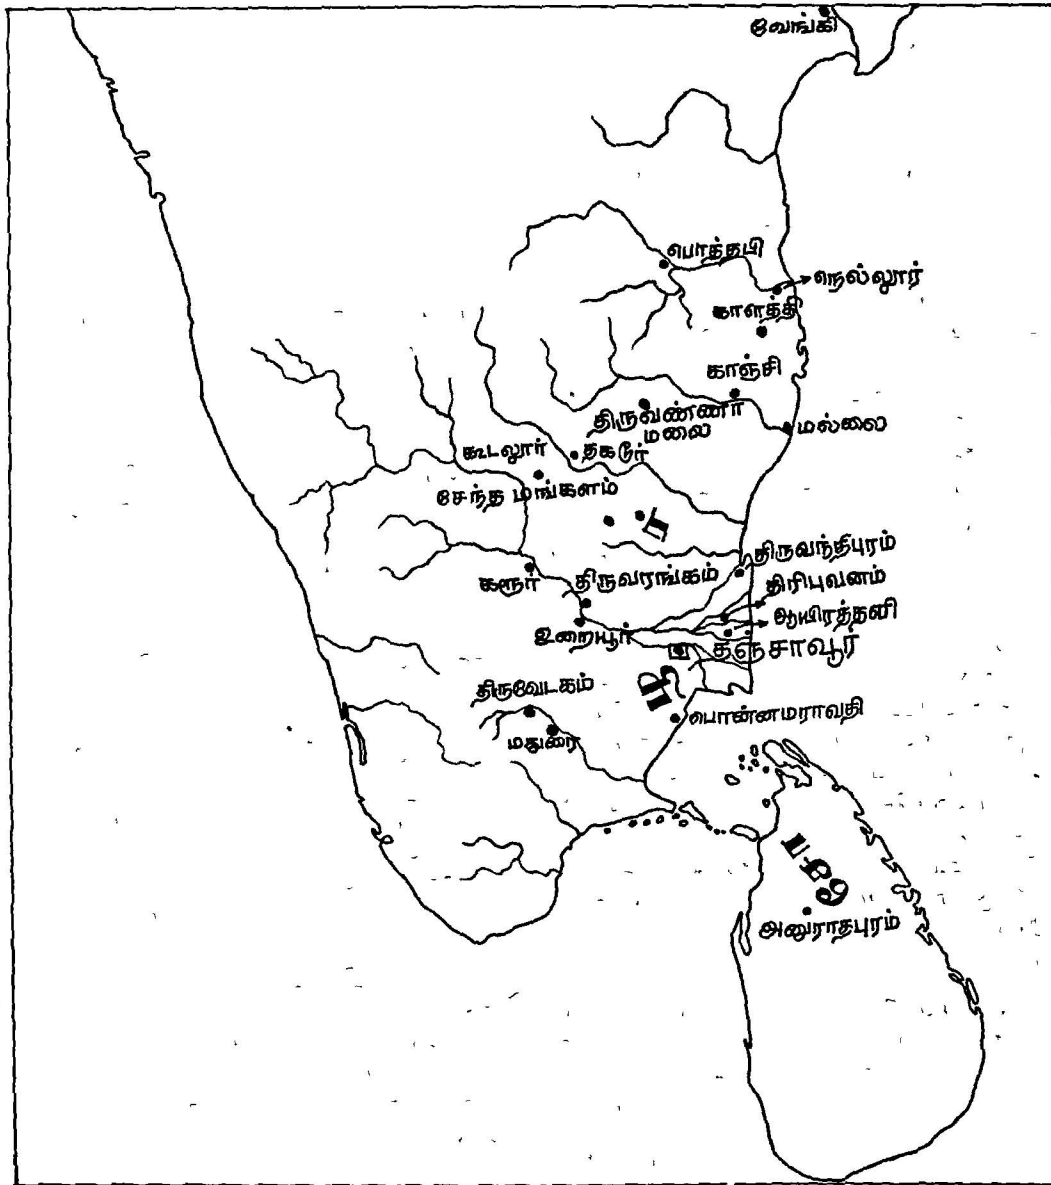 வேங்கி
பொத்தபி
நெல்லூர்
காளத்தி
காஞ்சி
திருவண்ணா
மலை
மல்லை
கூடலூர்
தகடூர்
சேந்த மங்களம்
திருவந்திபுரம்
கரூர்
திருவரங்கம்
திரிபுவனம்
ஆயிரத்தளி
உறையூர்
தஞ்சாவூர்
திருவேடகம்
பொன்னமராவதி
மதுரை
அனுராதபுரம்